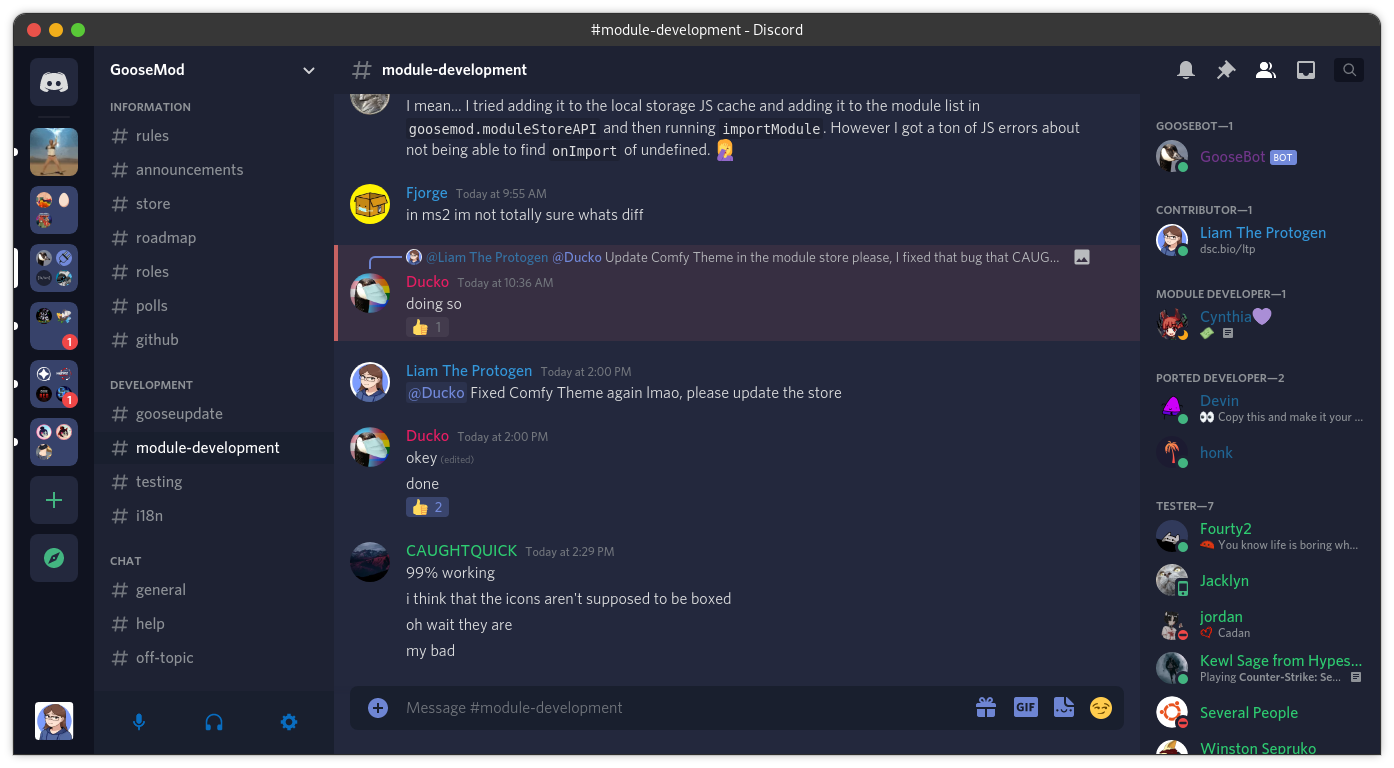 #module-development - Discord
GooseMod
INFORMATION
rules
announcements
store
roadmap
roles
polls
github
DEVELOPMENT
gooseupdate
module-development
testing
i18n
CHAT
general
help
off-topic
1
1
module-development
I mean... I tried adding it to the local storage JS cache and adding it to the module list in
goosemod.moduleStoreAPI and then running importModule. However I got a ton of JS errors about
not being able to find onImport of undefined. 🤦‍♀️
Fjorge Today at 9:55 AM
in ms2 im not totally sure whats diff
@Liam The Protogen @Ducko Update Comfy Theme in the module store please, I fixed that bug that CAUG...
Ducko Today at 10:36 AM
doing so
👍 1
Liam The Protogen Today at 2:00 PM
@Ducko Fixed Comfy Theme again lmao, please update the store
Ducko Today at 2:00 PM
okey (edited)
done
👍 2
CAUGHTQUICK Today at 2:29 PM
99% working
i think that the icons aren't supposed to be boxed
oh wait they are
my bad
Message #module-development
GIF
GOOSEBOT—1
GooseBot BOT
CONTRIBUTOR—1
Liam The Protogen
dsc.bio/ltp
MODULE DEVELOPER—1
Cynthia💜
PORTED DEVELOPER—2
Devin
👀 Copy this and make it your ...
honk
TESTER—7
Fourty2
You know life is boring wh...
Jacklyn
jordan
Cadan
Kewl Sage from Hypes...
Playing Counter-Strike: Se...
Several People
Winston Sepruko